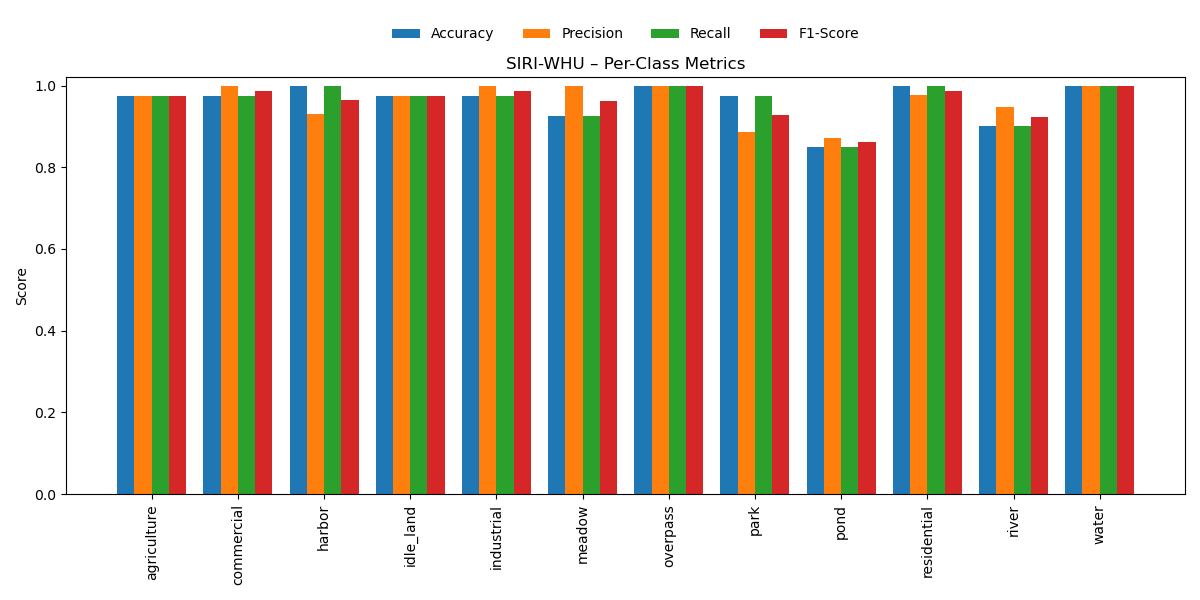 Accuracy Precision Recall F1-Score
SIRI-WHU – Per-Class Metrics
Score
1.0
0.8
0.6
0.4
0.2
0.0
agriculture
commercial
harbor
idle_land
industrial
meadow
overpass
park
pond
residential
river
water